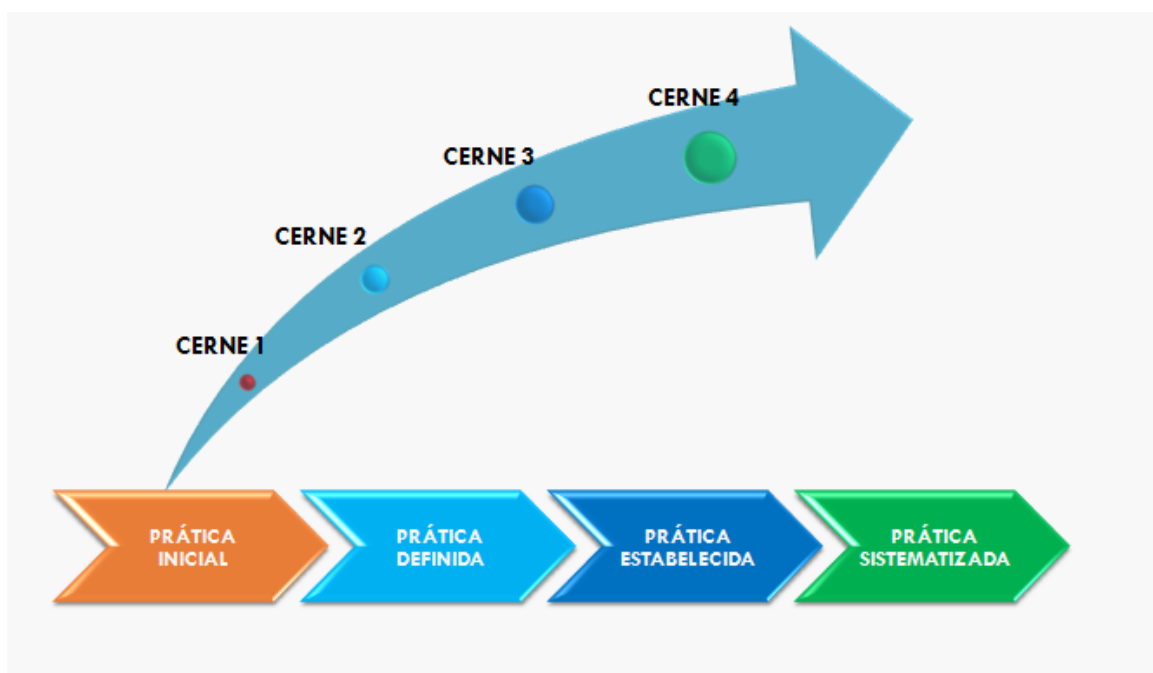 CERNE 4
CERNE 3
CERNE 2
CERNE 1
PRÁTICA
INICIAL
PRÁTICA
DEFINIDA
PRÁTICA
ESTABELECIDA
PRÁTICA
SISTEMATIZADA